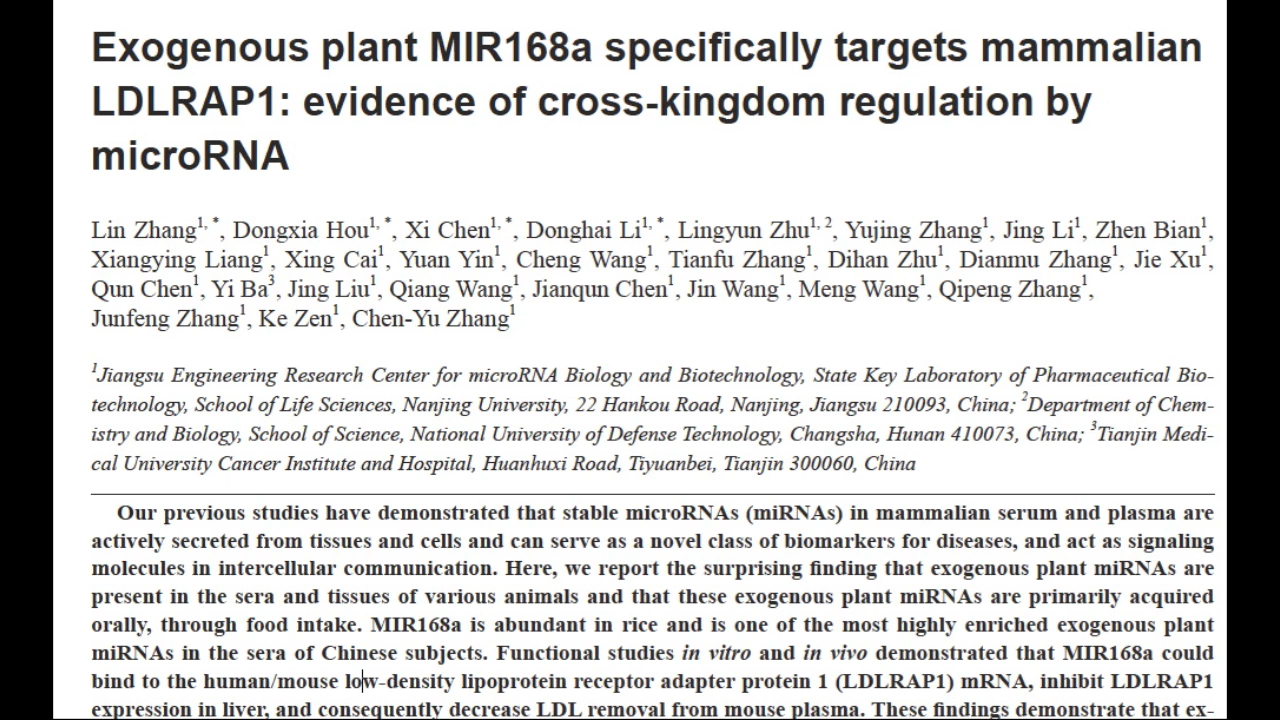 Exogenous plant MIR168a specifically targets mammalian
LDLRAP1: evidence of cross-kingdom regulation by
microRNA
Lin Zhang1, *, Dongxia Hou1, *, Xi Chen1, *, Donghai Li1, *, Lingyun Zhu1, 2, Yujing Zhang1, Jing Li1, Zhen Bian1,
Xiangying Liang1, Xing Cai1, Yuan Yin1, Cheng Wang1, Tianfu Zhang1, Dihan Zhu1, Dianmu Zhang1, Jie Xu1,
Qun Chen1, Yi Ba3, Jing Liu1, Qiang Wang1, Jianqun Chen1, Jin Wang1, Meng Wang1, Qipeng Zhang1,
Junfeng Zhang1, Ke Zen1, Chen-Yu Zhang1
1Jiangsu Engineering Research Center for microRNA Biology and Biotechnology, State Key Laboratory of Pharmaceutical Bio-
technology, School of Life Sciences, Nanjing University, 22 Hankou Road, Nanjing, Jiangsu 210093, China; 2Department of Chem-
istry and Biology, School of Science, National University of Defense Technology, Changsha, Hunan 410073, China; 3Tianjin Medi-
cal University Cancer Institute and Hospital, Huanhuxi Road, Tiyuanbei, Tianjin 300060, China
Our previous studies have demonstrated that stable microRNAs (miRNAs) in mammalian serum and plasma are
actively secreted from tissues and cells and can serve as a novel class of biomarkers for diseases, and act as signaling
molecules in intercellular communication. Here, we report the surprising finding that exogenous plant miRNAs are
present in the sera and tissues of various animals and that these exogenous plant miRNAs are primarily acquired
orally, through food intake. MIR168a is abundant in rice and is one of the most highly enriched exogenous plant
miRNAs in the sera of Chinese subjects. Functional studies in vitro and in vivo demonstrated that MIR168a could
bind to the human/mouse low-density lipoprotein receptor adapter protein 1 (LDLRAP1) mRNA, inhibit LDLRAP1
expression in liver, and consequently decrease LDL removal from mouse plasma. These findings demonstrate that ex-